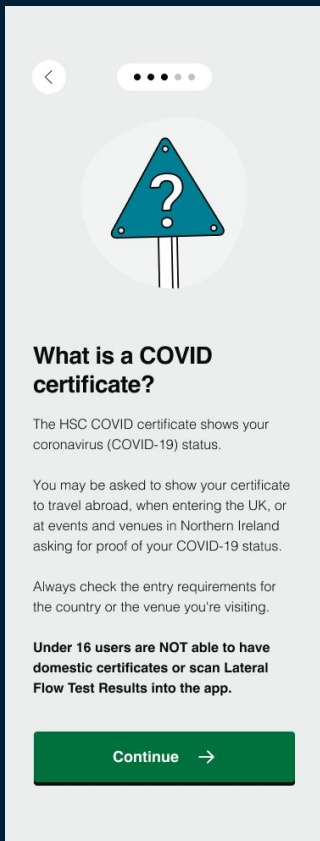 ?
What is a COVID
certificate?
The HSC COVID certificate shows your
coronavirus (COVID-19) status.
You may be asked to show your certificate
to travel abroad, when entering the UK, or
at events and venues in Northern Ireland
asking for proof of your COVID-19 status.
Always check the entry requirements for
the country or the venue you're visiting.
Under 16 users are NOT able to have
domestic certificates or scan Lateral
Flow Test Results into the app.
Continue →